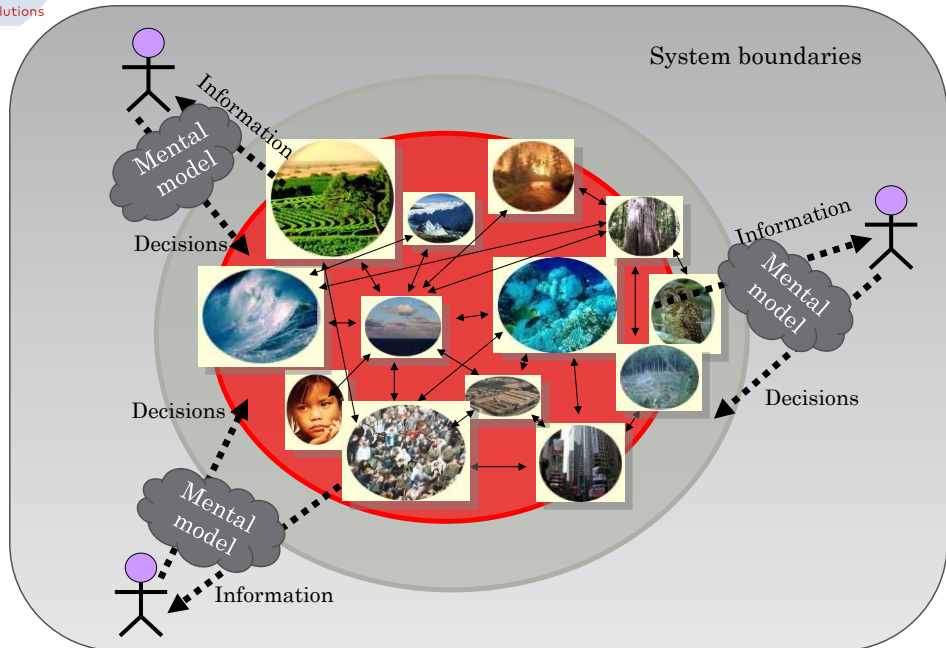 lutions
System boundaries
Information
Mental
model
Decisions
Information
Mental
model
Decisions
Decisions
Mental
model
Information